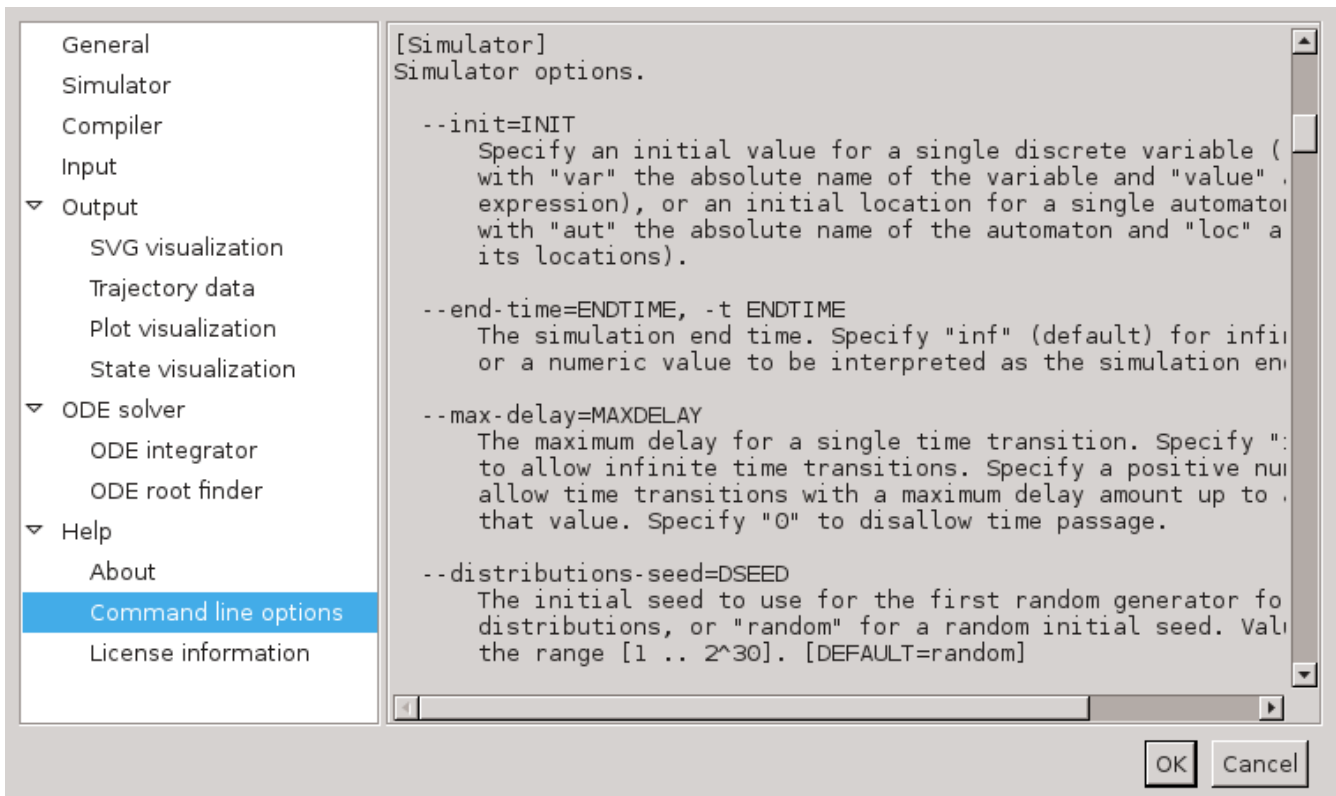 General
Simulator
Compiler
Input
Output
SVG visualization
Trajectory data
Plot visualization
State visualization
ODE solver
ODE integrator
ODE root finder
Help
About
Command line options
License information
[Simulator]
Simulator options.
--init=INIT
Specify an initial value for a single discrete variable (
with "var" the absolute name of the variable and "value"
expression), or an initial location for a single
with "aut" the absolute name of the automaton and "loc" a
its locations).
--end-time=ENDTIME, -t ENDTIME
The simulation end time. Specify "inf" (default) for
or a numeric value to be interpreted as the simulation
--max-delay=MAXDELAY
The maximum delay for a single time transition. Specify
to allow infinite time transitions. Specify a positive
allow time transitions with a maximum delay amount up to
that value. Specify "0" to disallow time passage.
--distributions-seed=DSEED
The initial seed to use for the first random generator fo
distributions, or "random" for a random initial seed.
the range [1 .. 2^30]. [DEFAULT=random]
OK
Cancel